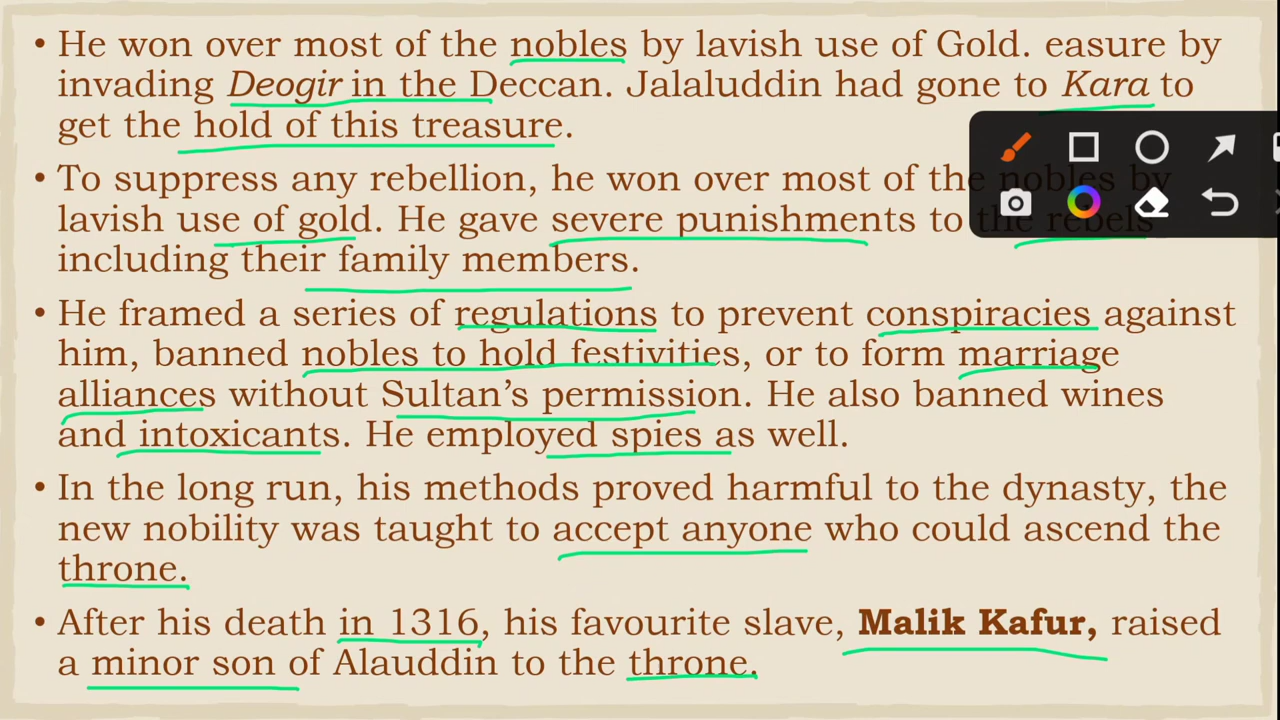 • He won over most of the nobles by lavish use of Gold. easure by
invading Deogir in the Deccan. Jalaluddin had gone to Kara to
get the hold of this treasure.
• To suppress any rebellion, he won over most of the nobles by
lavish use of gold. He gave severe punishments to the rebels
including their family members.
• He framed a series of regulations to prevent conspiracies against
him, banned nobles to hold festivities, or to form marriage
alliances without Sultan’s permission. He also banned wines
and intoxicants. He employed spies as well.
• In the long run, his methods proved harmful to the dynasty, the
new nobility was taught to accept anyone who could ascend the
throne.
• After his death in 1316, his favourite slave, Malik Kafur, raised
a minor son of Alauddin to the throne.